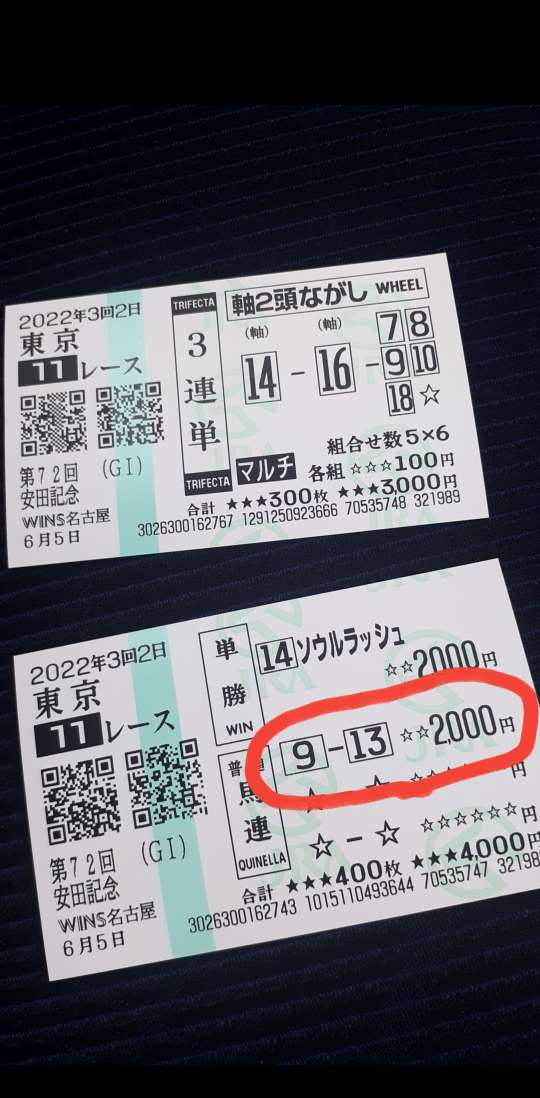 2022年3回2日
東京
11レース
第72回 (GI)
安田記念
WINS名古屋
6月5日
TRIFECTA
3連単
TRIFECTA
軸2頭ながし WHEEL
(軸) (軸)
14 - 16 - 7 8
9 10
18 ☆
マルチ
組合せ数5×6
各組 ☆☆☆100円
合計 ★★★300枚 ★★★3,000円
3026300162767 1291250923666 70535748 321989
2022年3回2日
東京
11レース
第72回 (GI)
安田記念
WINS名古屋
6月5日
単勝
WIN
14 ソウルラッシュ
☆☆2000円
馬連
QUINELLA
9 - 13 ☆☆2,000円
☆ - ☆ ☆☆☆☆☆☆円
☆ - ☆ ☆☆☆☆☆☆円
合計 ★★★400枚 ★★★4,000円
3026300162743 1015110493644 70535747 32198
JRA